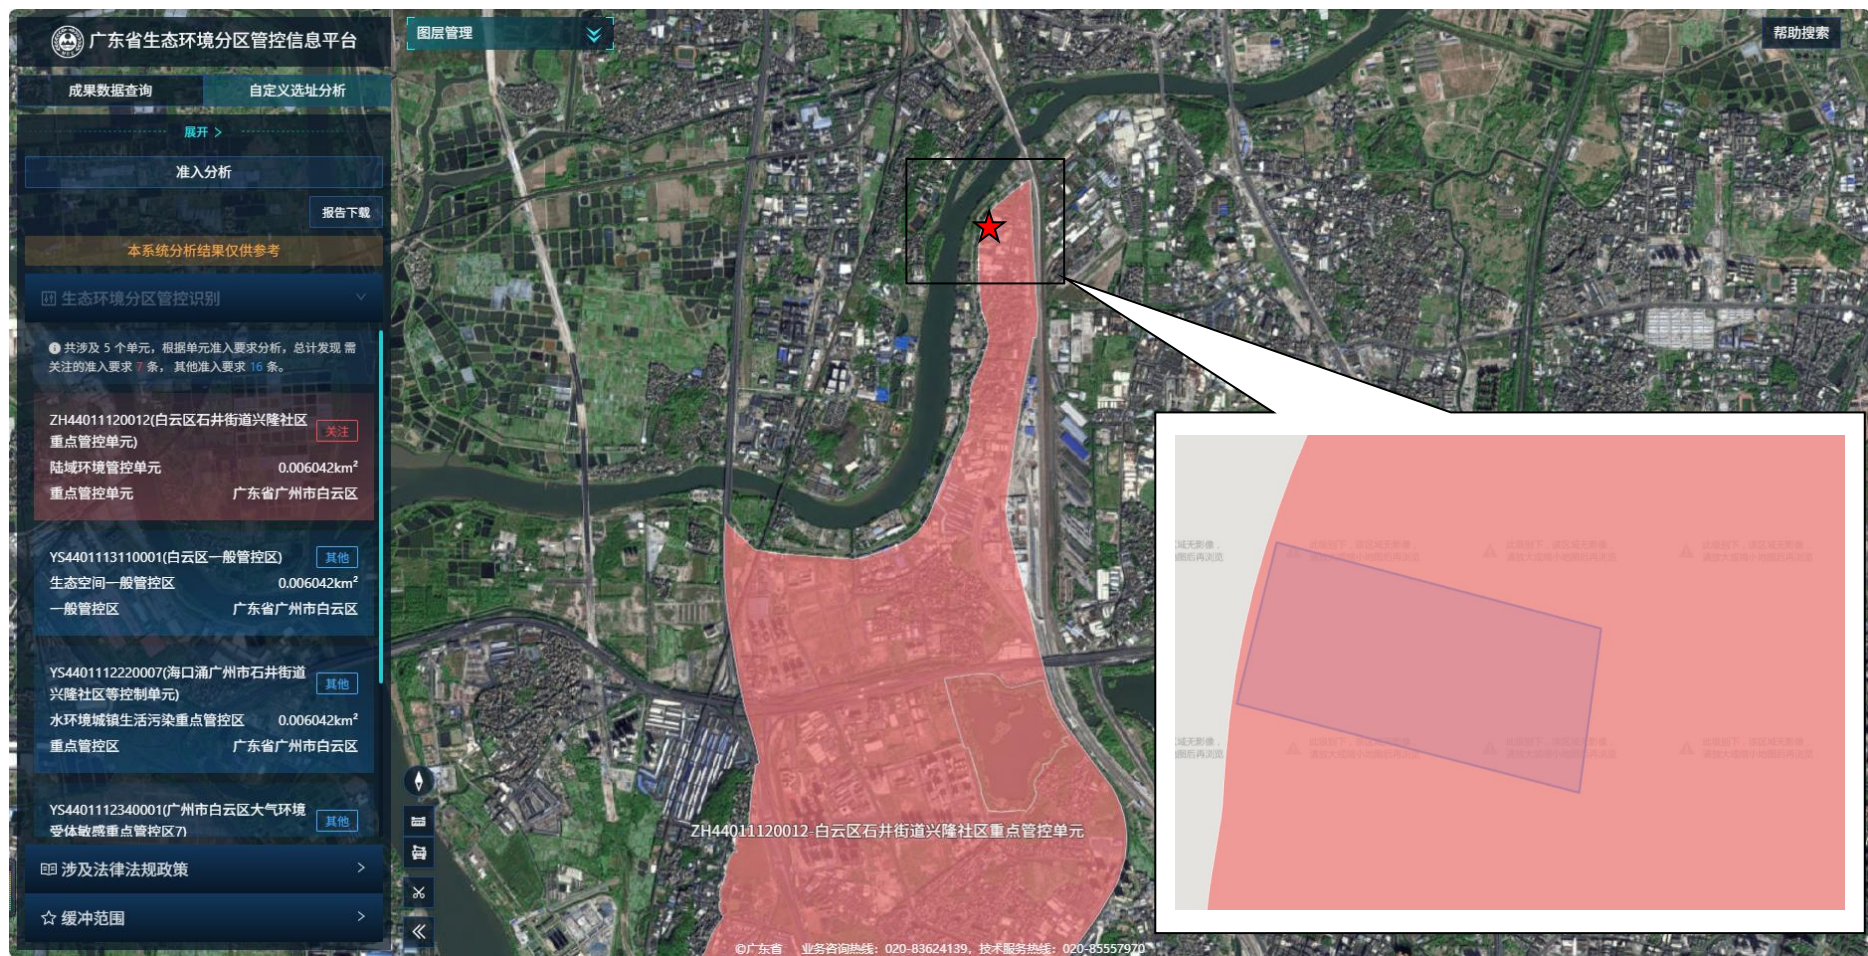 广东省生态环境分区管控信息平台
成果数据查询
自定义选址分析
展开 >
准入分析
报告下载
本系统分析结果仅供参考
生态环境分区管控识别
共涉及 5 个单元，根据单元准入要求分析，总计发现 需
关注的准入要求 7 条， 其他准入要求 16 条。
ZH44011120012(白云区石井街道兴隆社区
重点管控单元)
关注
陆域环境管控单元
0.006042km²
重点管控单元
广东省广州市白云区
YS4401113110001(白云区一般管控区)
其他
生态空间一般管控区
0.006042km²
一般管控区
广东省广州市白云区
YS4401112220007(海口涌广州市石井街道
兴隆社区等控制单元)
其他
水环境城镇生活污染重点管控区
0.006042km²
重点管控区
广东省广州市白云区
YS4401112340001(广州市白云区大气环境
受体敏感重点管控区7)
其他
涉及法律法规政策
缓冲范围
图层管理
帮助搜索
ZH44011120012-白云区石井街道兴隆社区重点管控单元
©广东省 业务咨询热线：020-83624139，技术服务热线：020-85557970